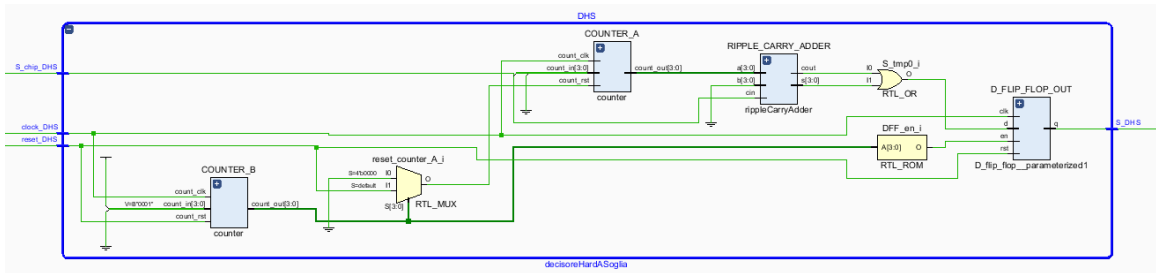 DHS
COUNTER_A
S_chip_DHS
count_clk
count_in[3:0]
count_out[3:0]
count_rst
counter
RIPPLE_CARRY_ADDER
a[3:0]
cout
b[3:0]
s[3:0]
cin
rippleCarryAdder
S_tmp0_i
I0
O
I1
RTL_OR
D_FLIP_FLOP_OUT
clk
d
q
en
rst
D_flip_flop__parameterized1
S_DHS
clock_DHS
reset_DHS
DFF_en_i
A[3:0]
O
RTL_ROM
COUNTER_B
count_clk
V=B"0001"
count_in[3:0]
count_out[3:0]
count_rst
counter
reset_counter_A_i
S=4'b0000
I0
O
S=default
I1
S[3:0]
RTL_MUX
decisoreHardASoglia